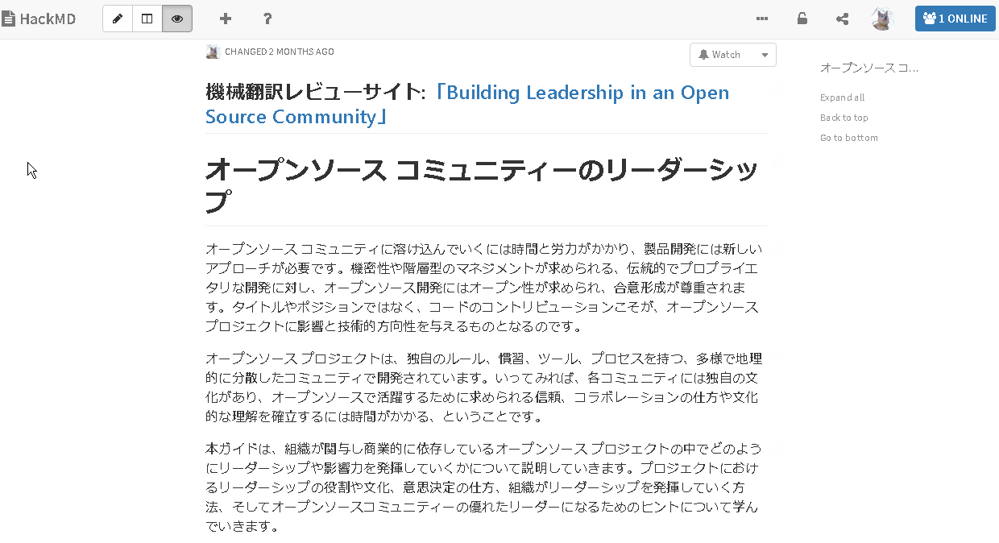 HackMD
1 ONLINE
CHANGED 2 MONTHS AGO
Watch
機械翻訳レビューサイト:「Building Leadership in an Open
Source Community」
オープンソース コミュニティーのリーダーシッ
プ
オープンソース コミュニティに溶け込んでいくには時間と労力がかかり、製品開発には新しい
アプローチが必要です。機密性や階層型のマネジメントが求められる、伝統的でプロプライエ
タリな開発に対し、オープンソース開発にはオープン性が求められ、合意形成が尊重されま
す。タイトルやポジションではなく、コードのコントリビューションこそが、オープンソース
プロジェクトに影響と技術的方向性を与えるものとなるのです。
オープンソース プロジェクトは、独自のルール、慣習、ツール、プロセスを持つ、多様で地理
的に分散したコミュニティで開発されています。いってみれば、各コミュニティには独自の文
化があり、オープンソースで活躍するために求められる信頼、コラボレーションの仕方や文化
的な理解を確立するには時間がかかる、ということです。
本ガイドは、組織が関与し商業的に依存しているオープンソース プロジェクトの中でどのよう
にリーダーシップや影響力を発揮していくかについて説明していきます。プロジェクトにおけ
るリーダーシップの役割や文化、意思決定の仕方、組織がリーダーシップを発揮していく方
法、そしてオープンソースコミュニティーの優れたリーダーになるためのヒントについて学ん
でいきます。
オープンソース コ...
Expand all
Back to top
Go to bottom